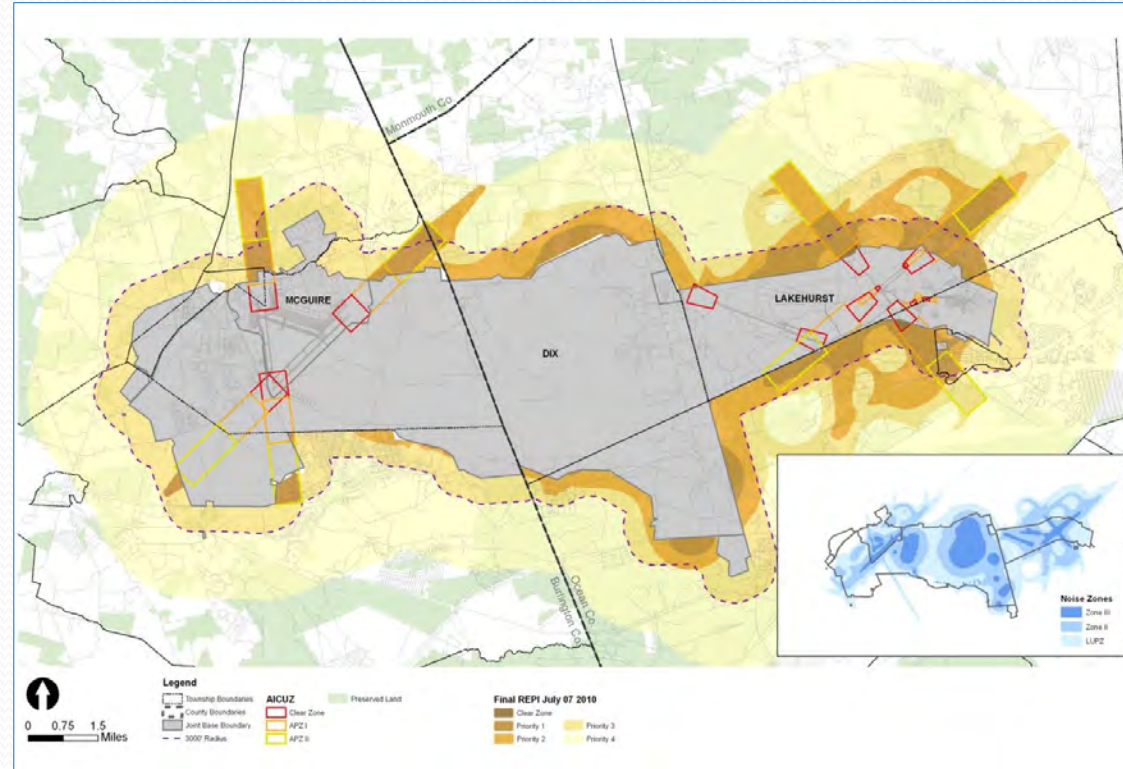 Monmouth Co.
MCGUIRE
LAKEHURST
DIX
Ocean Co.
Burlington Co.
Noise Zones
Zone III
Zone II
LUPZ
0 0.75 1.5
Miles
Legend
Township Boundaries
County Boundaries
Joint Base Boundary
3000' Radius
AICUZ
Clear Zone
APZ I
APZ II
Preserved Land
Final REPI July 07 2010
Clear Zone
Priority 1
Priority 2
Priority 3
Priority 4